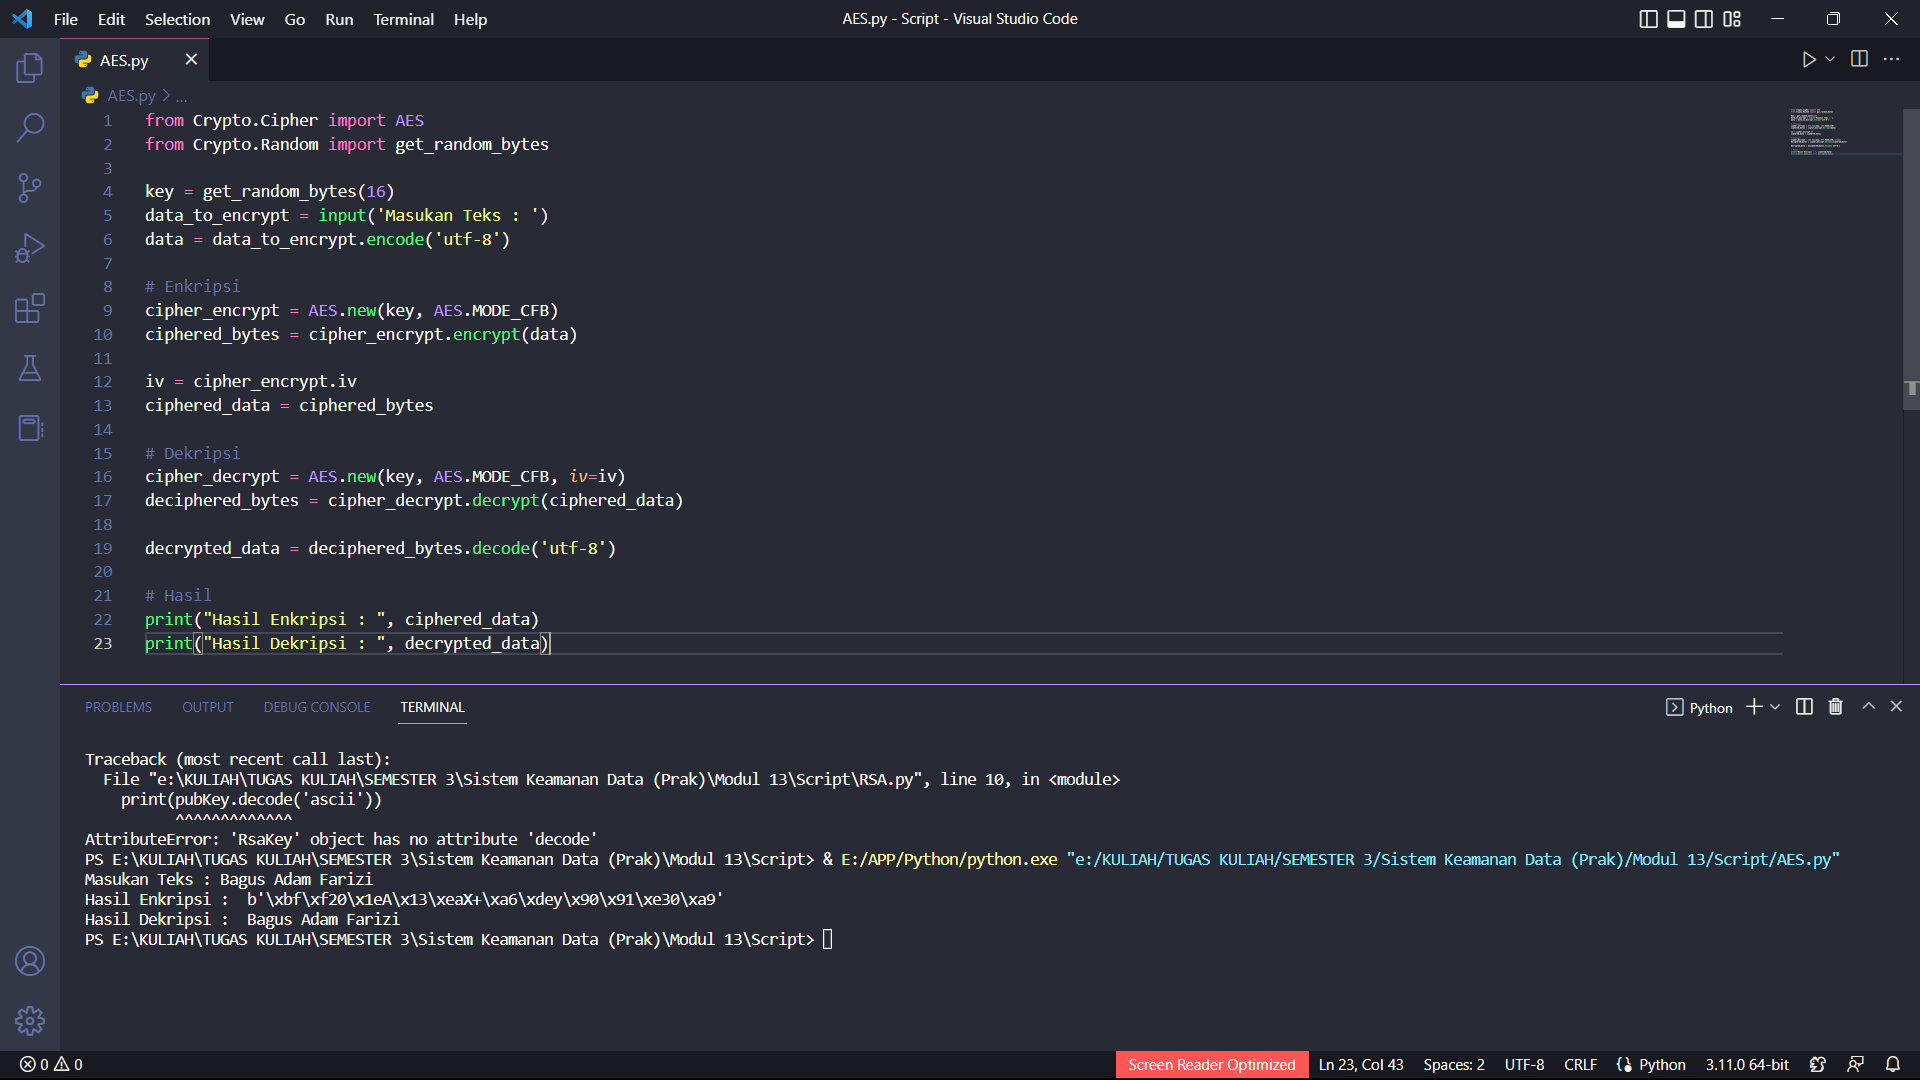 File Edit Selection View Go Run Terminal Help
AES.py - Script - Visual Studio Code
AES.py
AES.py > ...
1 from Crypto.Cipher import AES
2 from Crypto.Random import get_random_bytes
3
4 key = get_random_bytes(16)
5 data_to_encrypt = input('Masukan Teks : ')
6 data = data_to_encrypt.encode('utf-8')
7
8 # Enkripsi
9 cipher_encrypt = AES.new(key, AES.MODE_CFB)
10 ciphered_bytes = cipher_encrypt.encrypt(data)
11
12 iv = cipher_encrypt.iv
13 ciphered_data = ciphered_bytes
14
15 # Dekripsi
16 cipher_decrypt = AES.new(key, AES.MODE_CFB, iv=iv)
17 deciphered_bytes = cipher_decrypt.decrypt(ciphered_data)
18
19 decrypted_data = deciphered_bytes.decode('utf-8')
20
21 # Hasil
22 print("Hasil Enkripsi : ", ciphered_data)
23 print("Hasil Dekripsi : ", decrypted_data)
PROBLEMS OUTPUT DEBUG CONSOLE TERMINAL
Python
Traceback (most recent call last):
File "e:\KULIAH\TUGAS KULIAH\SEMESTER 3\Sistem Keamanan Data (Prak)\Modul 13\Script\RSA.py", line 10, in <module>
print(pubKey.decode('ascii'))
^^^^^^^^^^^^^
AttributeError: 'RsaKey' object has no attribute 'decode'
PS E:\KULIAH\TUGAS KULIAH\SEMESTER 3\Sistem Keamanan Data (Prak)\Modul 13\Script> & E:/APP/Python/python.exe "e:/KULIAH/TUGAS KULIAH/SEMESTER 3/Sistem Keamanan Data (Prak)/Modul 13/Script/AES.py"
Masukan Teks : Bagus Adam Farizi
Hasil Enkripsi :  b'\xbf\xf20\x1eA\x13\xeaX+\xa6\xdey\x90\x91\xe30\xa9'
Hasil Dekripsi :  Bagus Adam Farizi
PS E:\KULIAH\TUGAS KULIAH\SEMESTER 3\Sistem Keamanan Data (Prak)\Modul 13\Script>
0 0
Screen Reader Optimized Ln 23, Col 43 Spaces: 2 UTF-8 CRLF Python 3.11.0 64-bit